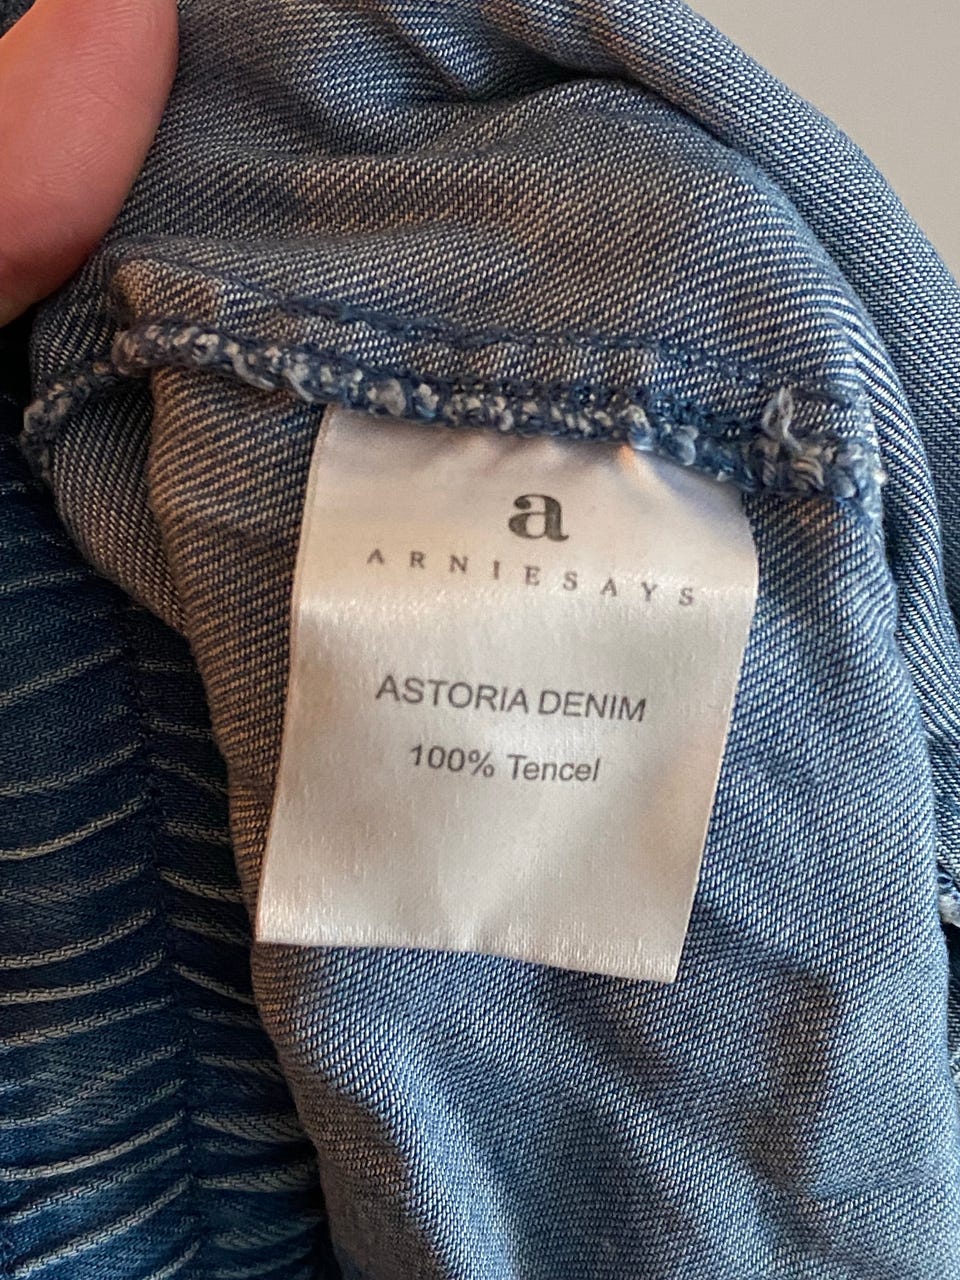 a
ARNIESAYS
ASTORIA DENIM
100% Tencel